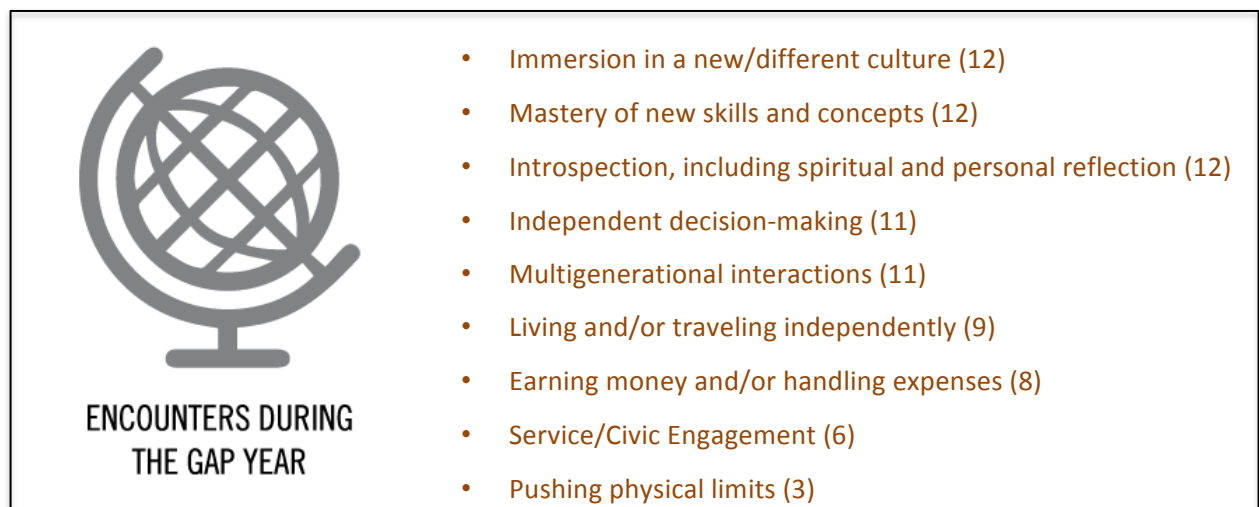 • Immersion in a new/different culture (12)
• Mastery of new skills and concepts (12)
• Introspection, including spiritual and personal reflection (12)
• Independent decision-making (11)
• Multigenerational interactions (11)
• Living and/or traveling independently (9)
• Earning money and/or handling expenses (8)
• Service/Civic Engagement (6)
• Pushing physical limits (3)
ENCOUNTERS DURING
THE GAP YEAR